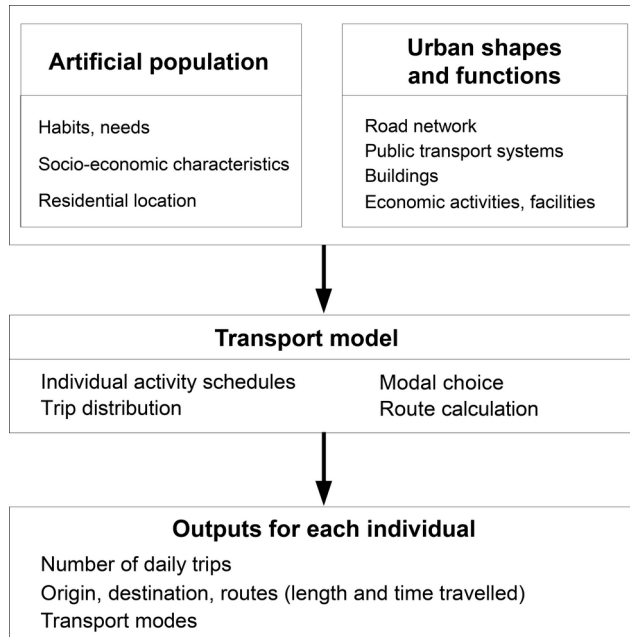 Artificial population
Habits, needs
Socio-economic characteristics
Residential location
Urban shapes
and functions
Road network
Public transport systems
Buildings
Economic activities, facilities
Transport model
Individual activity schedules
Trip distribution
Modal choice
Route calculation
Outputs for each individual
Number of daily trips
Origin, destination, routes (length and time travelled)
Transport modes